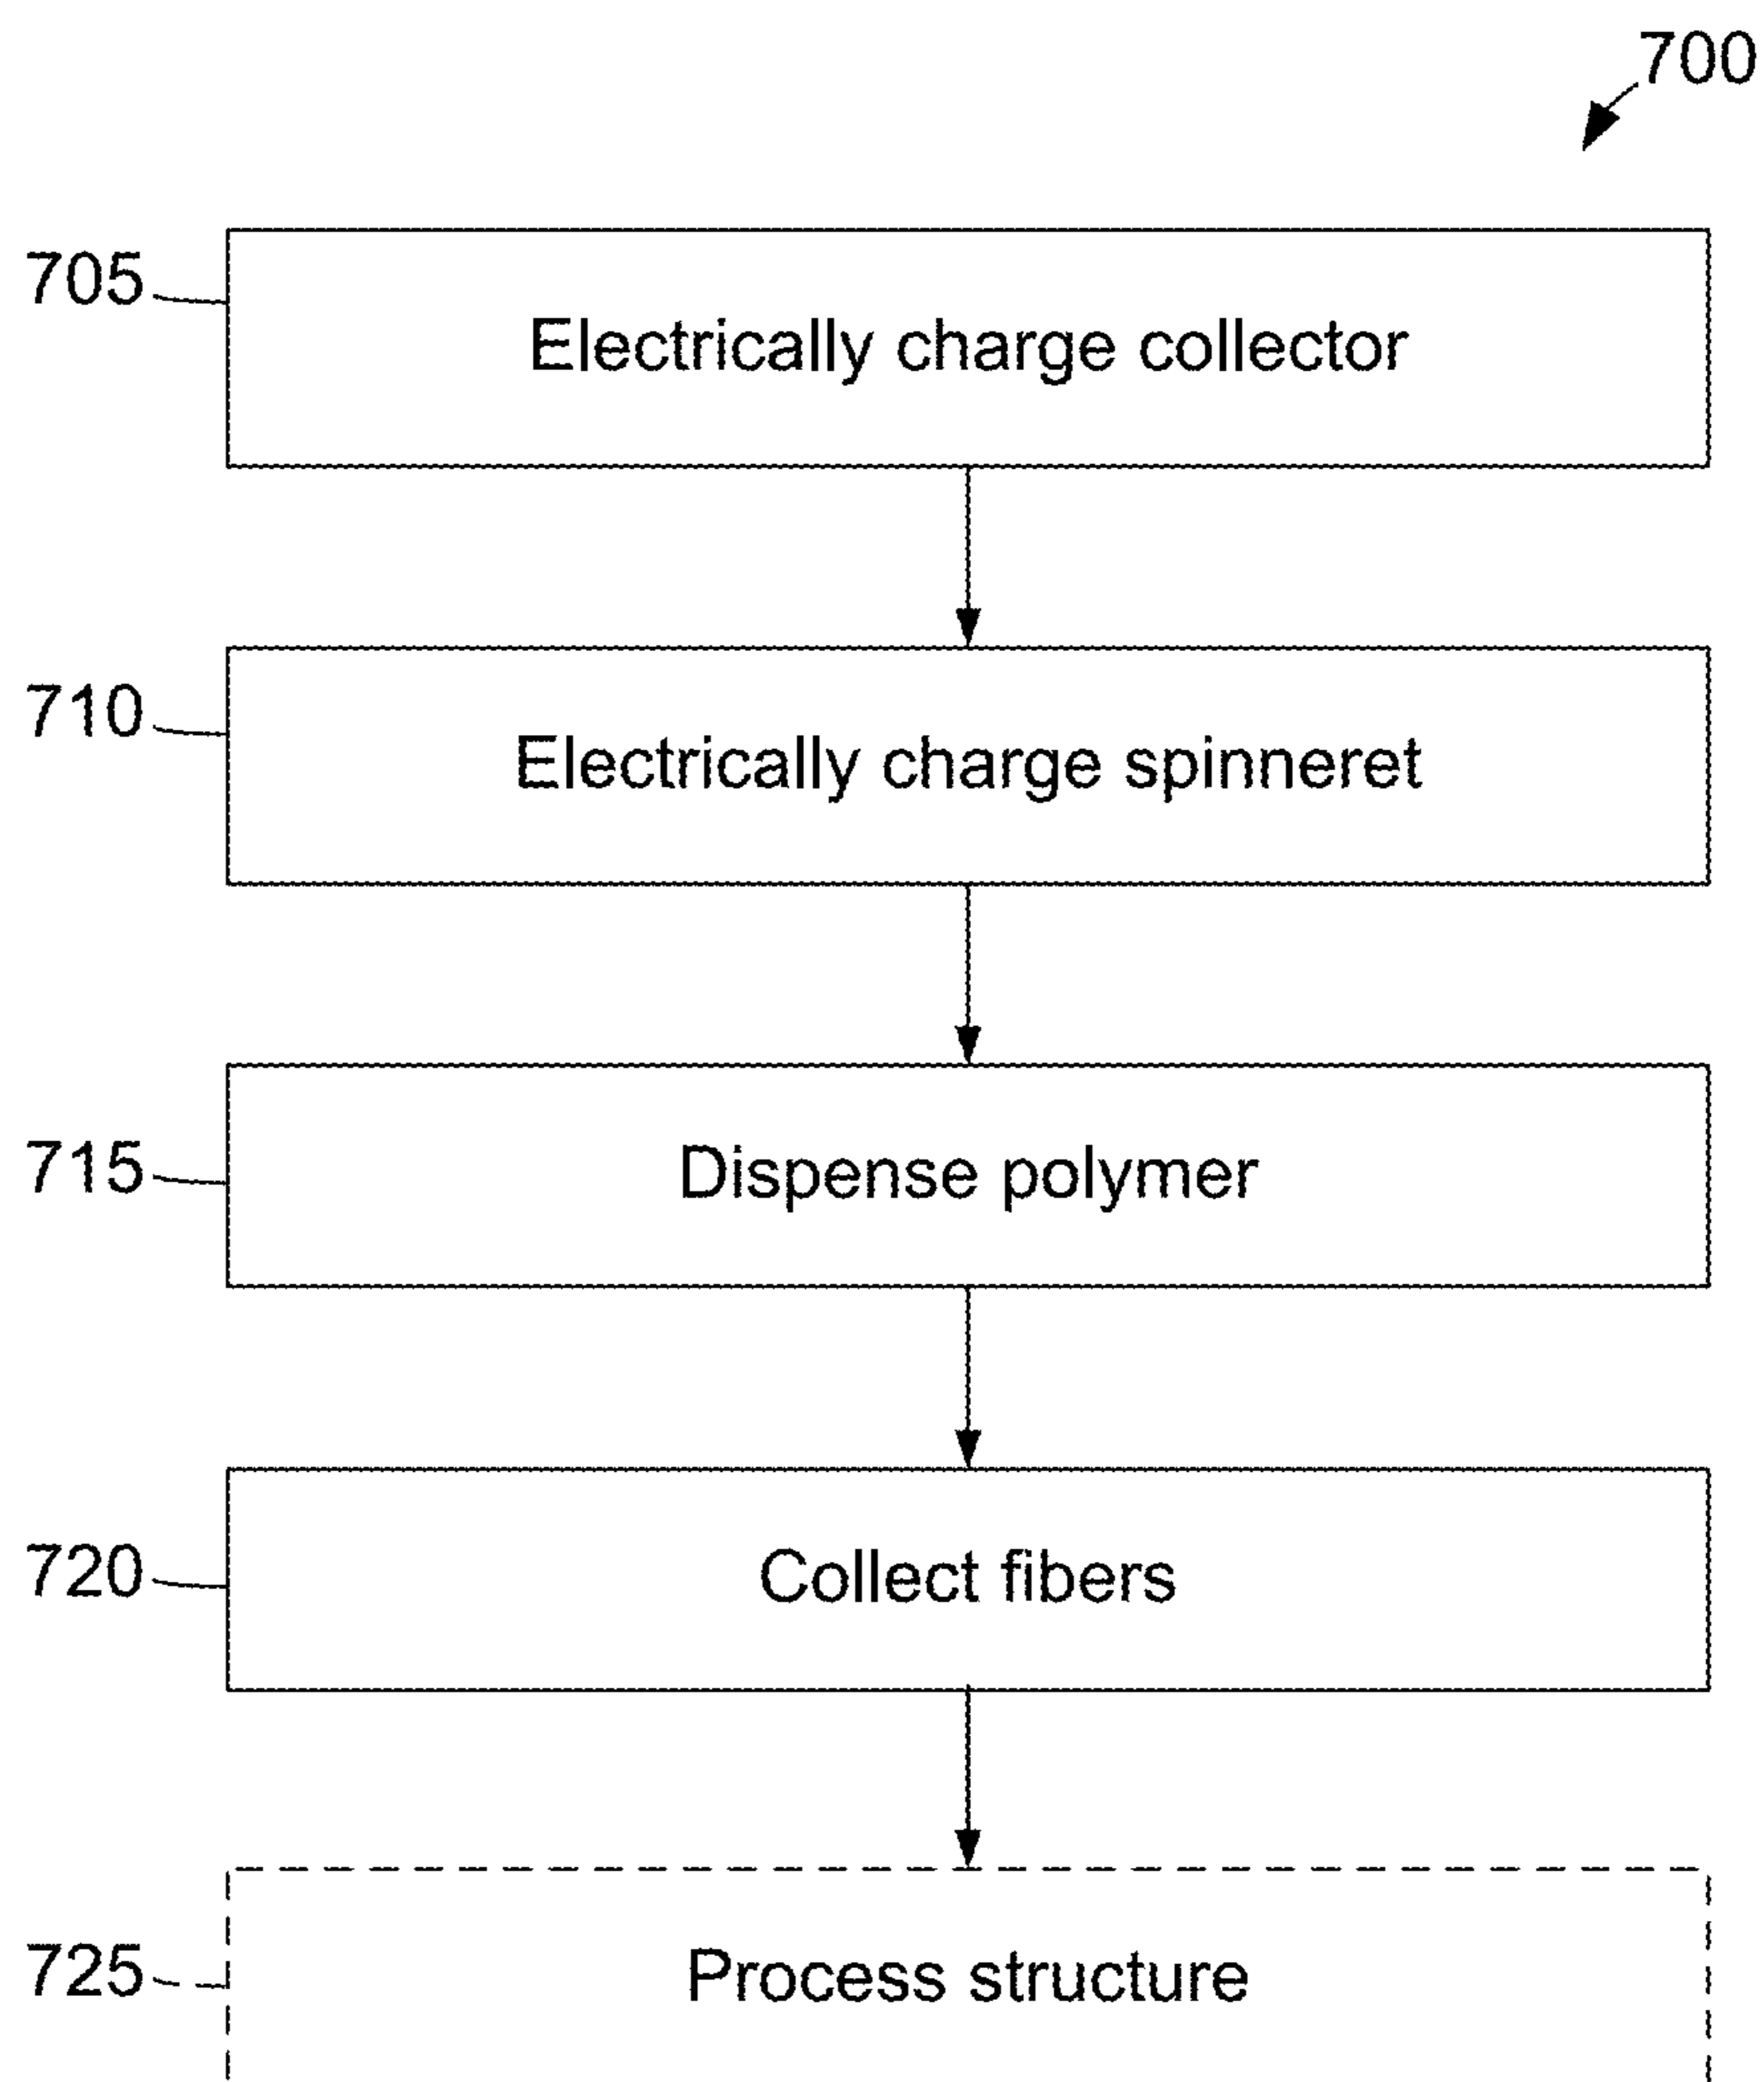 700
705
Electrically charge collector
710
Electrically charge spinneret
715
Dispense polymer
720
Collect fibers
725
Process structure